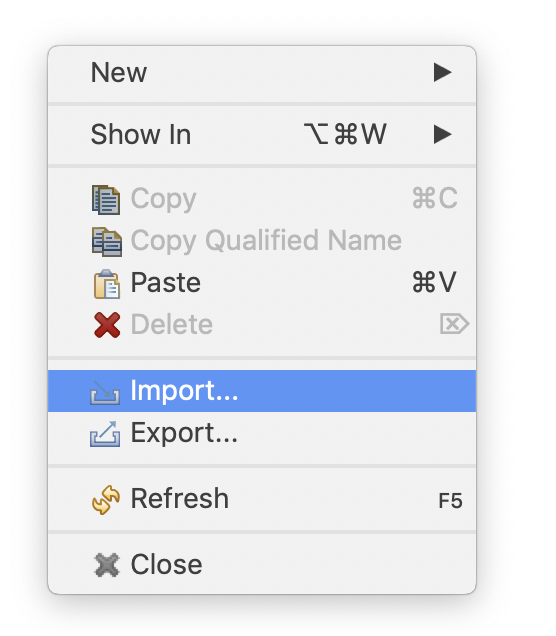 New ▶
Show In ⌥⌘W ▶
Copy ⌘C
Copy Qualified Name
Paste ⌘V
Delete ⌦
Import...
Export...
Refresh F5
Close